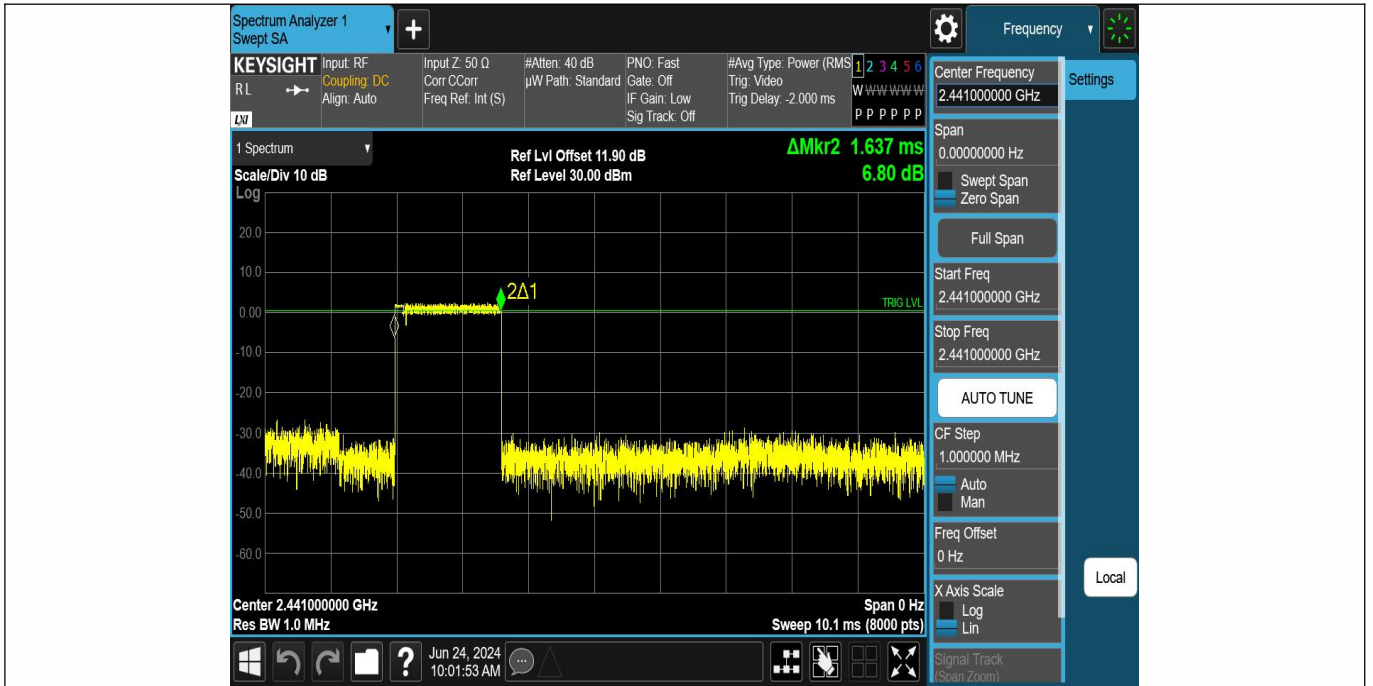 Spectrum Analyzer 1
Swept SA
+
Frequency
KEYSIGHT
RL
LXI
Input: RF
Coupling: DC
Align: Auto
Input Z: 50 Ω
Corr CCorr
Freq Ref: Int (S)
#Atten: 40 dB
µW Path: Standard
PNO: Fast
Gate: Off
IF Gain: Low
Sig Track: Off
#Avg Type: Power (RMS
Trig: Video
Trig Delay: -2.000 ms
1 2 3 4 5 6
W W W W W W
P P P P P P
1 Spectrum
Scale/Div 10 dB
Ref Lvl Offset 11.90 dB
Ref Level 30.00 dBm
ΔMkr2 1.637 ms
6.80 dB
Log
20.0
10.0
0.00
-10.0
-20.0
-30.0
-40.0
-50.0
-60.0
2Δ1
TRIG LVL
Center 2.441000000 GHz
Res BW 1.0 MHz
Span 0 Hz
Sweep 10.1 ms (8000 pts)
Center Frequency
2.441000000 GHz
Settings
Span
0.00000000 Hz
Swept Span
Zero Span
Full Span
Start Freq
2.441000000 GHz
Stop Freq
2.441000000 GHz
AUTO TUNE
CF Step
1.000000 MHz
Auto
Man
Freq Offset
0 Hz
X Axis Scale
Log
Lin
Signal Track
(Span Zoom)
Local
?
Jun 24, 2024
10:01:53 AM